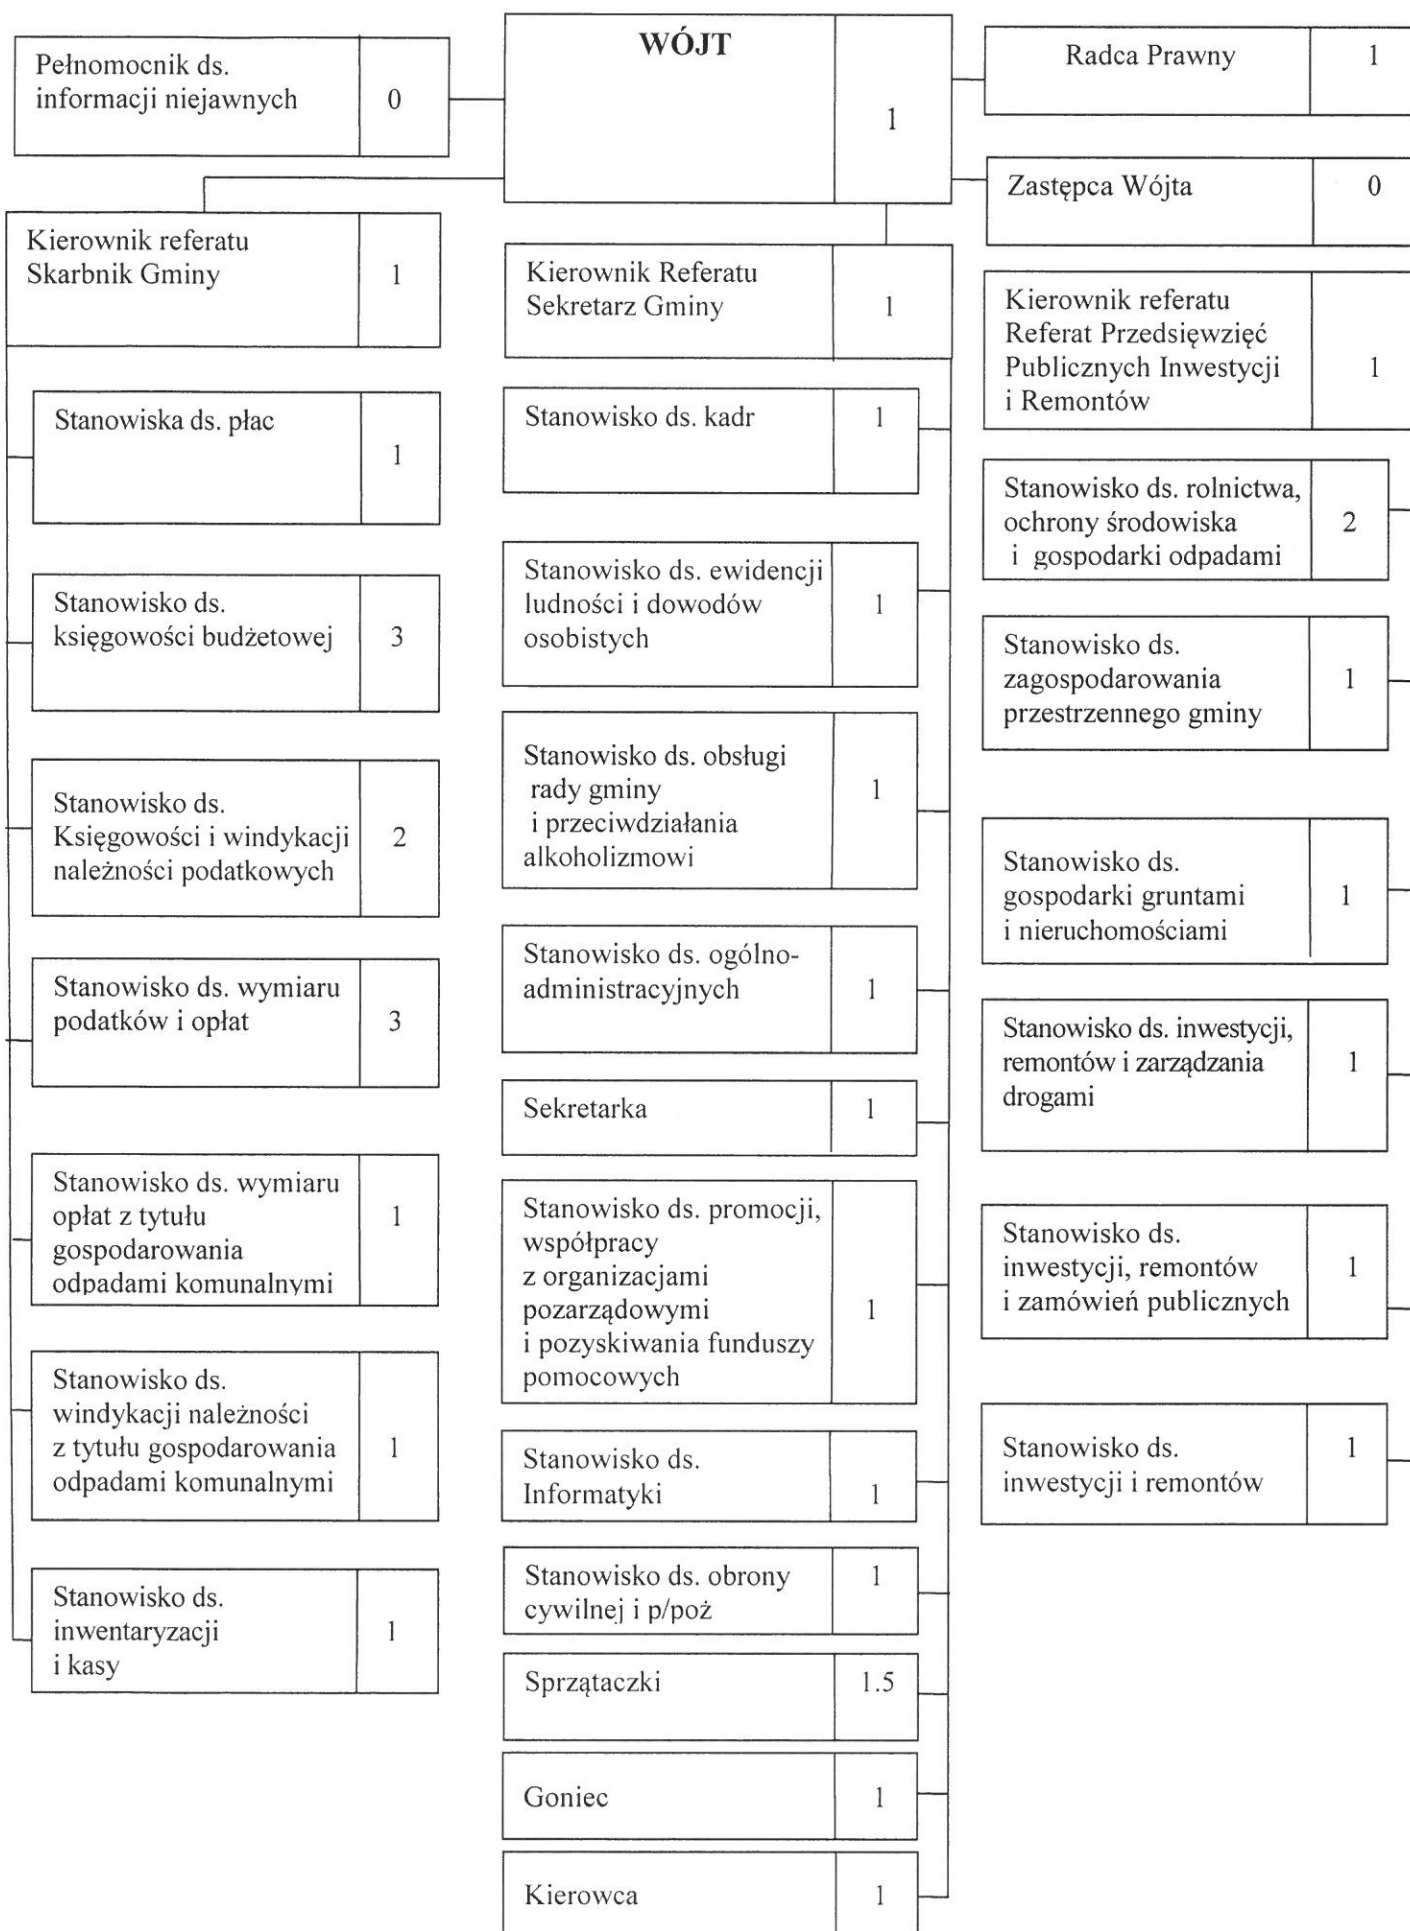 Pełnomocnik ds.
informacji niejawnych
0
WÓJT
1
Radca Prawny
1
Zastępca Wójta
0
Kierownik referatu
Skarbnik Gminy
1
Stanowiska ds. płac
1
Stanowisko ds.
księgowości budżetowej
3
Stanowisko ds.
Księgowości i windykacji
należności podatkowych
2
Stanowisko ds. wymiaru
podatków i opłat
3
Stanowisko ds. wymiaru
opłat z tytułu
gospodarowania
odpadami komunalnymi
1
Stanowisko ds.
windykacji należności
z tytułu gospodarowania
odpadami komunalnymi
1
Stanowisko ds.
inwentaryzacji
i kasy
1
Kierownik Referatu
Sekretarz Gminy
1
Stanowisko ds. kadr
1
Stanowisko ds. ewidencji
ludności i dowodów
osobistych
1
Stanowisko ds. obsługi
rady gminy
i przeciwdziałania
alkoholizmowi
1
Stanowisko ds. ogólno-
administracyjnych
1
Sekretarka
1
Stanowisko ds. promocji,
współpracy
z organizacjami
pozarządowymi
i pozyskiwania funduszy
pomocowych
1
Stanowisko ds.
Informatyki
1
Stanowisko ds. obrony
cywilnej i p/poż
1
Sprzątaczki
1.5
Goniec
1
Kierowca
1
Kierownik referatu
Referat Przedsięwzięć
Publicznych Inwestycji
i Remontów
1
Stanowisko ds. rolnictwa,
ochrony środowiska
i gospodarki odpadami
2
Stanowisko ds.
zagospodarowania
przestrzennego gminy
1
Stanowisko ds.
gospodarki gruntami
i nieruchomościami
1
Stanowisko ds. inwestycji,
remontów i zarządzania
drogami
1
Stanowisko ds.
inwestycji, remontów
i zamówień publicznych
1
Stanowisko ds.
inwestycji i remontów
1